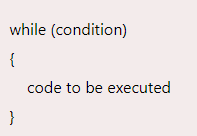 while (condition)
{
code to be executed
}